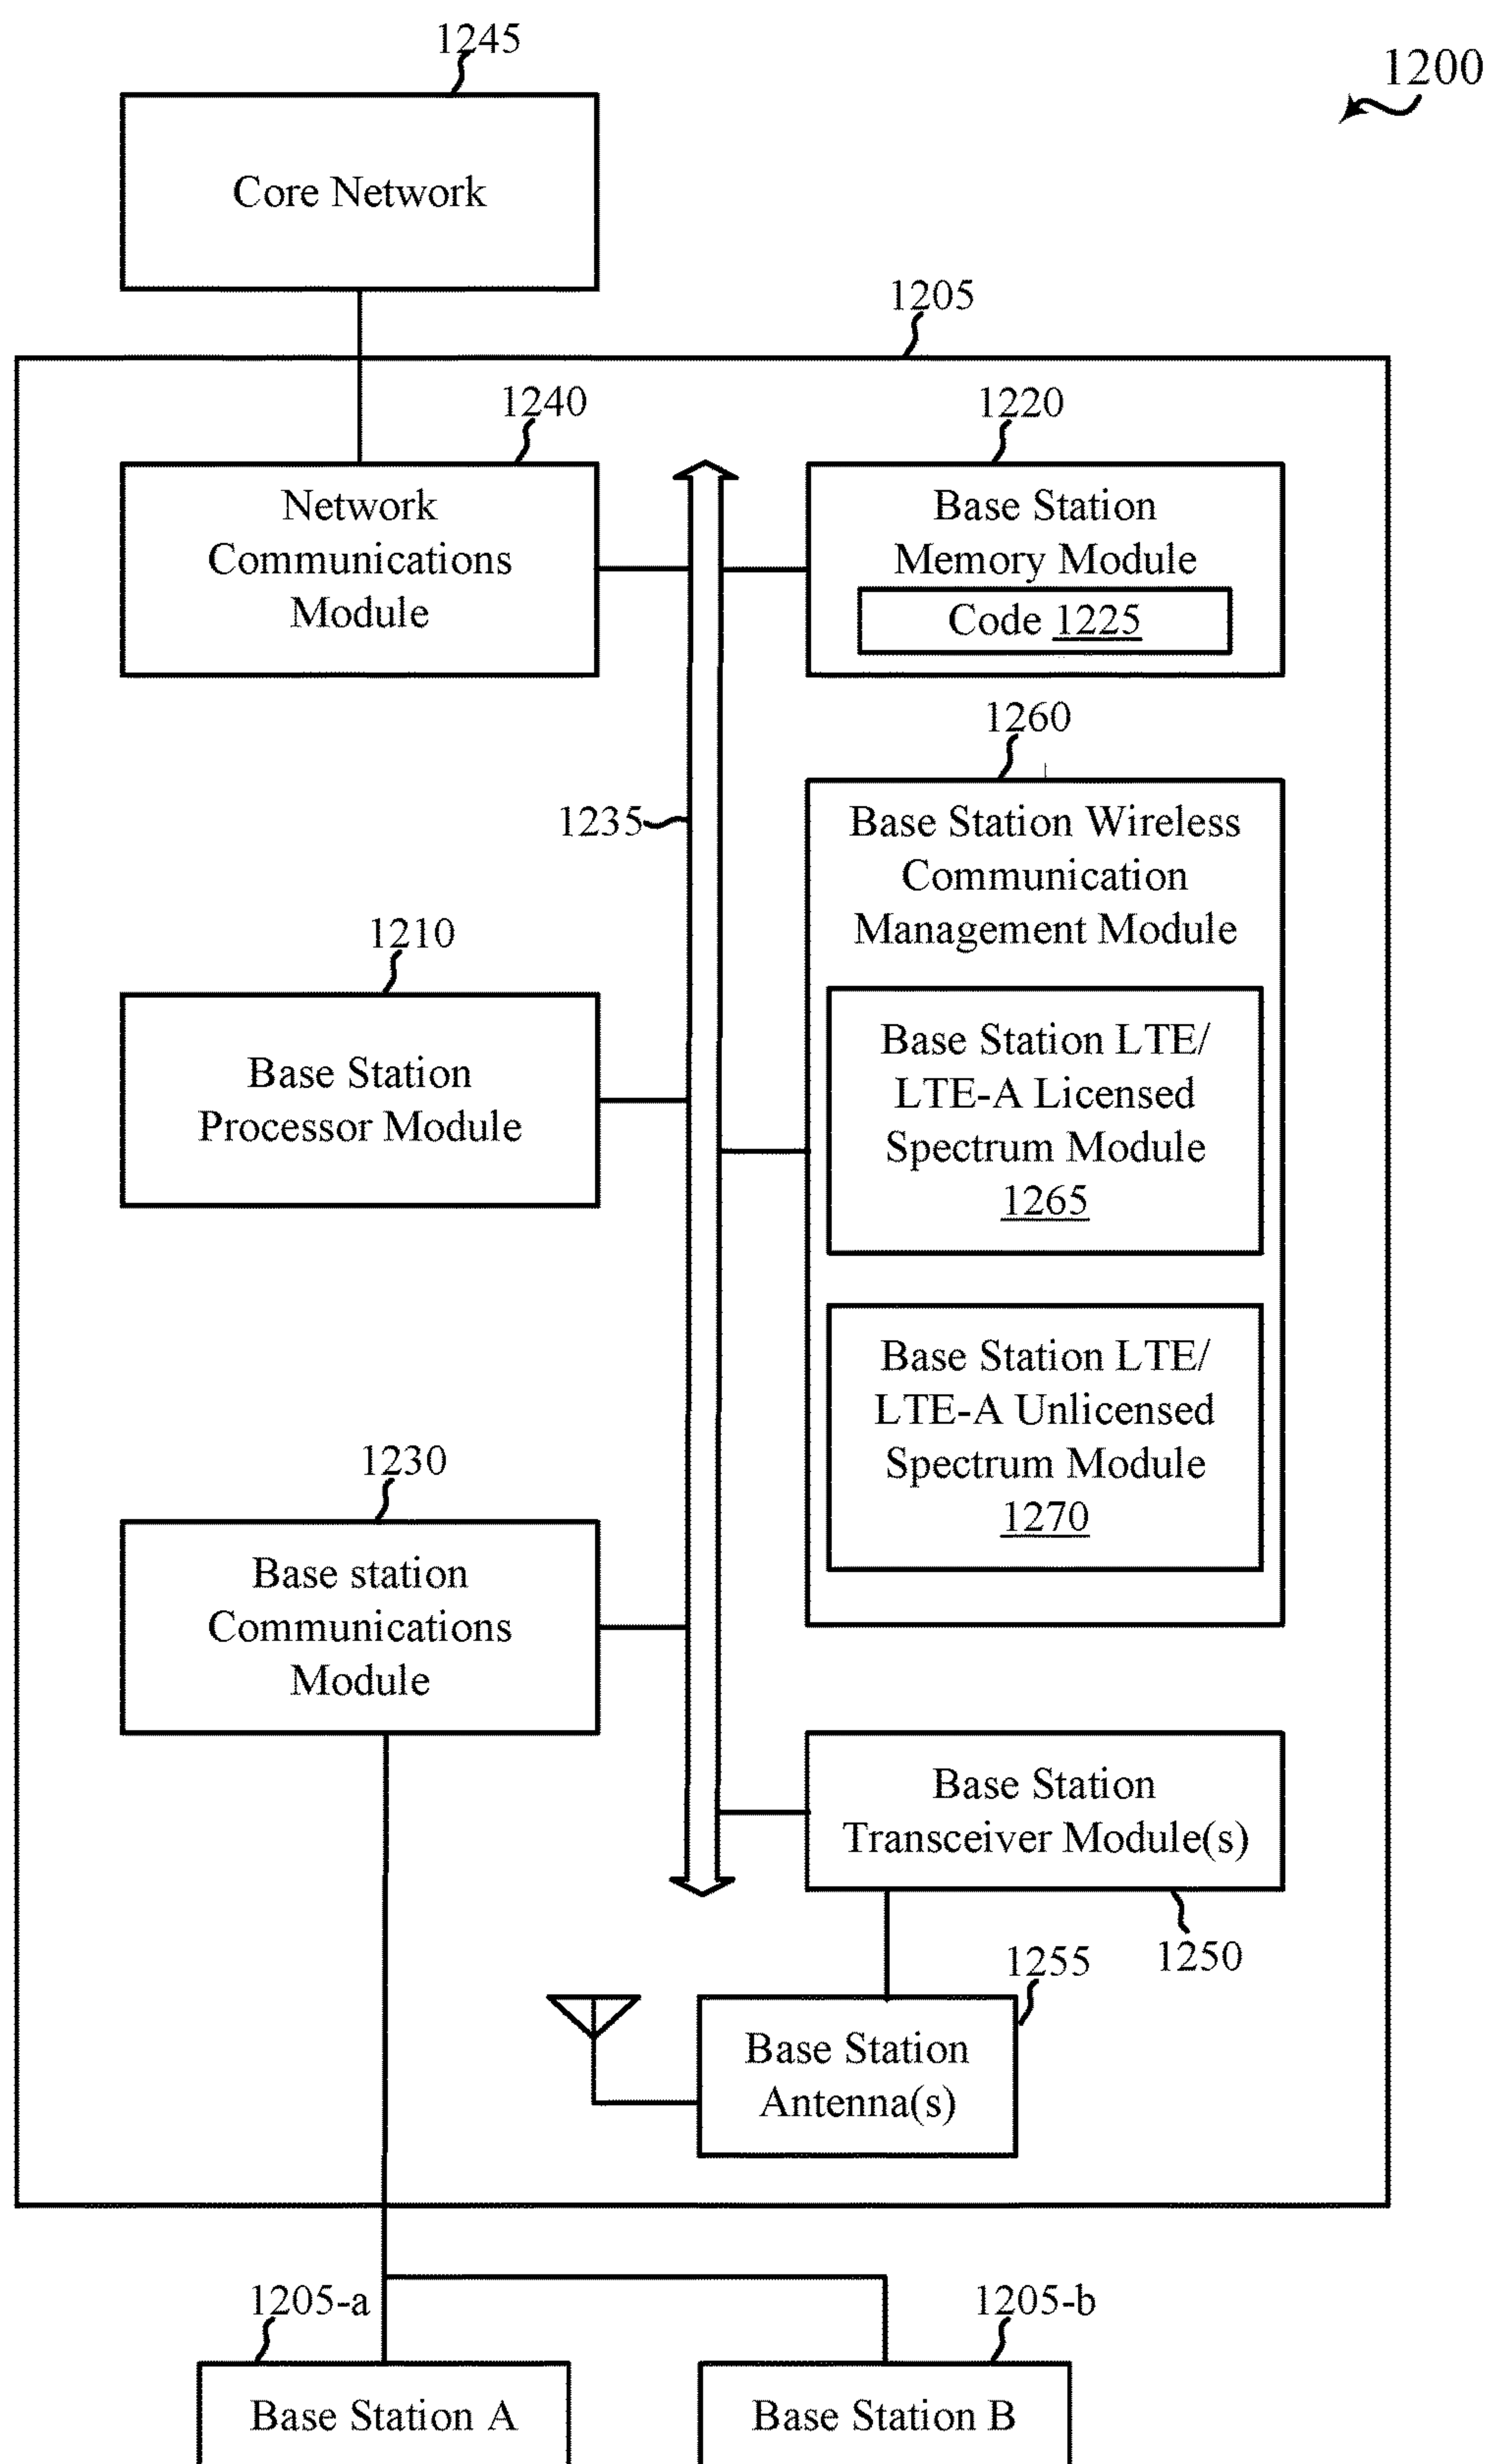 1245
1200
Core Network
1205
1240
1220
Network
Communications
Module
Base Station
Memory Module
Code 1225
1260
1235
Base Station Wireless
Communication
Management Module
1210
Base Station
Processor Module
Base Station LTE/
LTE-A Licensed
Spectrum Module
1265
Base Station LTE/
LTE-A Unlicensed
Spectrum Module
1270
1230
Base station
Communications
Module
Base Station
Transceiver Module(s)
1250
1255
Base Station
Antenna(s)
1205-a
1205-b
Base Station A
Base Station B